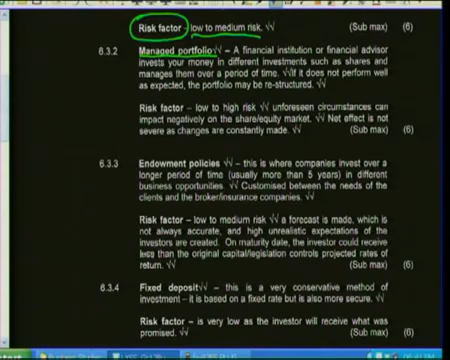 Risk factor - low to medium risk. √√ (Sub max) (6)
6.3.2 Managed portfolio√√ – A financial institution or financial advisor
invests your money in different investments such as shares and
manages them over a period of time. √√If it does not perform well
as expected, the portfolio may be re-structured. √√
Risk factor – low to high risk √√ unforeseen circumstances can
impact negatively on the share/equity market. √√ Net effect is not
severe as changes are constantly made. √√ (Sub max) (6)
6.3.3 Endowment policies √√ – this is where companies invest over a
longer period of time (usually more than 5 years) in different
business opportunities. √√ Customised between the needs of the
clients and the broker/insurance companies. √√
Risk factor – low to medium risk √√ a forecast is made, which is
not always accurate, and high unrealistic expectations of the
investors are created. On maturity date, the investor could receive
less than the original capital/legislation controls projected rates of
return. √√ (Sub max) (6)
6.3.4 Fixed deposit√√ – this is a very conservative method of
investment – it is based on a fixed rate but is also more secure. √√
Risk factor – is very low as the investor will receive what was
promised. √√ (Sub max) (6)